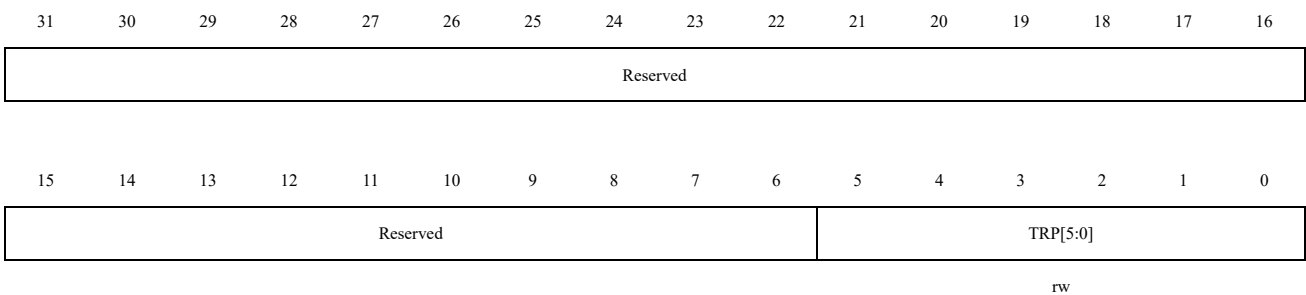 31 30 29 28 27 26 25 24 23 22 21 20 19 18 17 16
Reserved
15 14 13 12 11 10 9 8 7 6 5 4 3 2 1 0
Reserved TRP[5:0]
rw